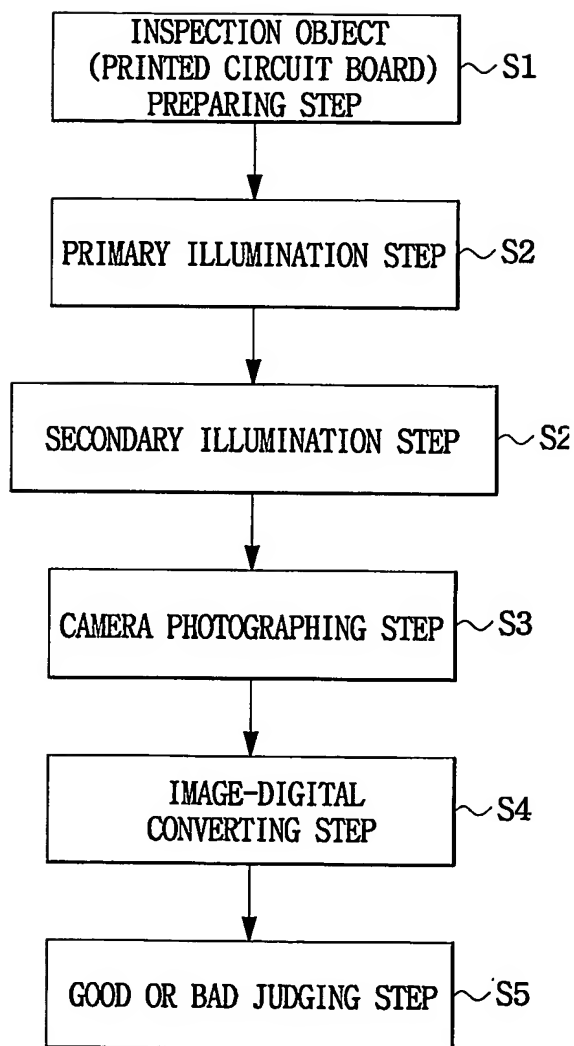 INSPECTION OBJECT
(PRINTED CIRCUIT BOARD)
PREPARING STEP
S1
PRIMARY ILLUMINATION STEP
S2
SECONDARY ILLUMINATION STEP
S2
CAMERA PHOTOGRAPHING STEP
S3
IMAGE-DIGITAL
CONVERTING STEP
S4
GOOD OR BAD JUDGING STEP
S5